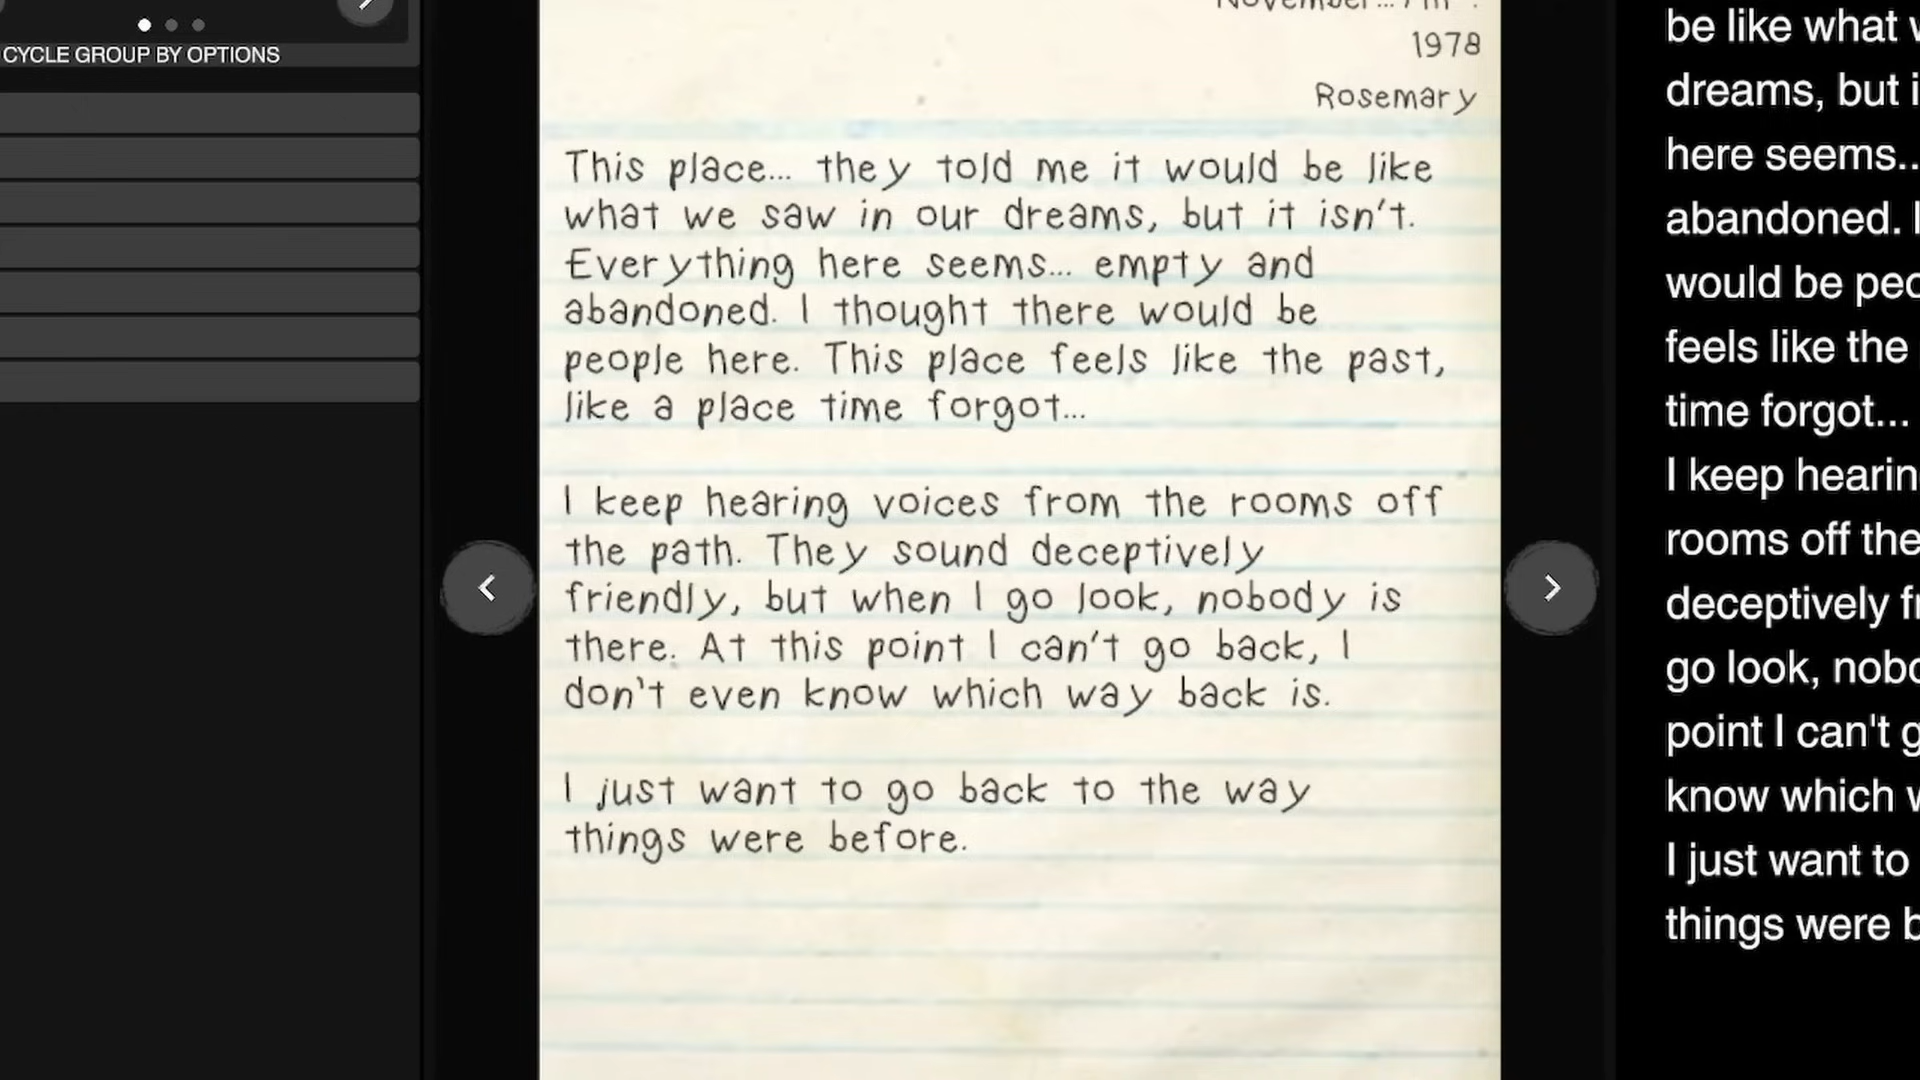 CYCLE GROUP BY OPTIONS
1978
Rosemary
This place... they told me it would be like
what we saw in our dreams, but it isn't.
Everything here seems... empty and
abandoned. I thought there would be
people here. This place feels like the past,
like a place time forgot...
I keep hearing voices from the rooms off
the path. They sound deceptively
friendly, but when I go look, nobody is
there. At this point I can't go back, I
don't even know which way back is.
I just want to go back to the way
things were before.
be like what
dreams, but
here seems...
abandoned.
would be
feels like the
time forgot...
I keep
rooms off the
deceptively
go look,
point I can't
know which
I just want to
things were